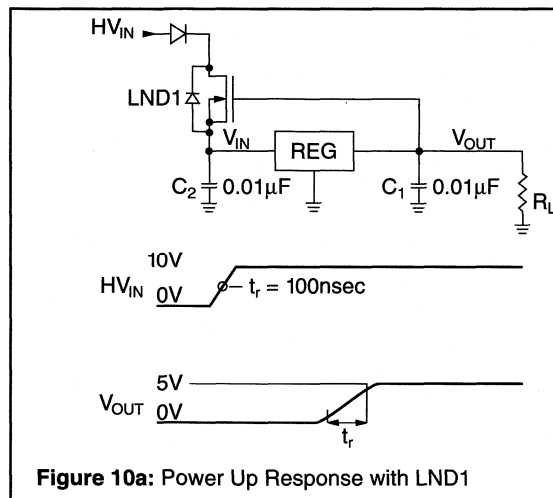 HV_IN
LND1
V_IN
REG
V_OUT
C_2 0.01µF
C_1 0.01µF
R_L
10V
HV_IN 0V
t_r = 100nsec
5V
V_OUT 0V
t_r
Figure 10a: Power Up Response with LND1